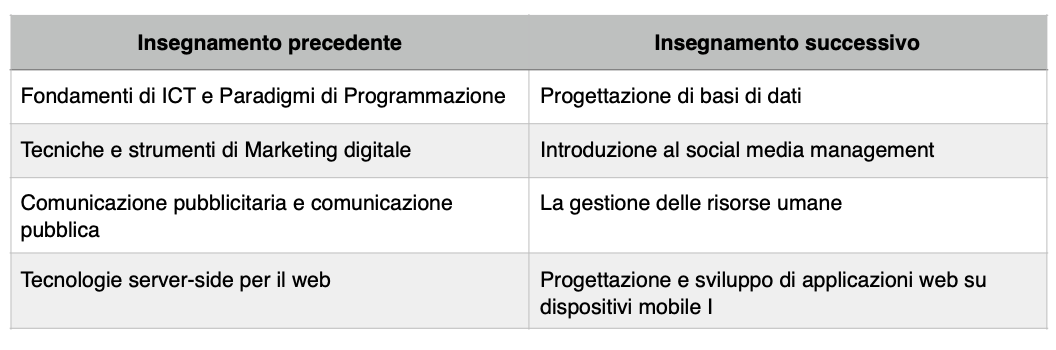 Insegnamento precedente
Insegnamento successivo
Fondamenti di ICT e Paradigmi di Programmazione
Progettazione di basi di dati
Tecniche e strumenti di Marketing digitale
Introduzione al social media management
Comunicazione pubblicitaria e comunicazione
pubblica
La gestione delle risorse umane
Tecnologie server-side per il web
Progettazione e sviluppo di applicazioni web su
dispositivi mobile I